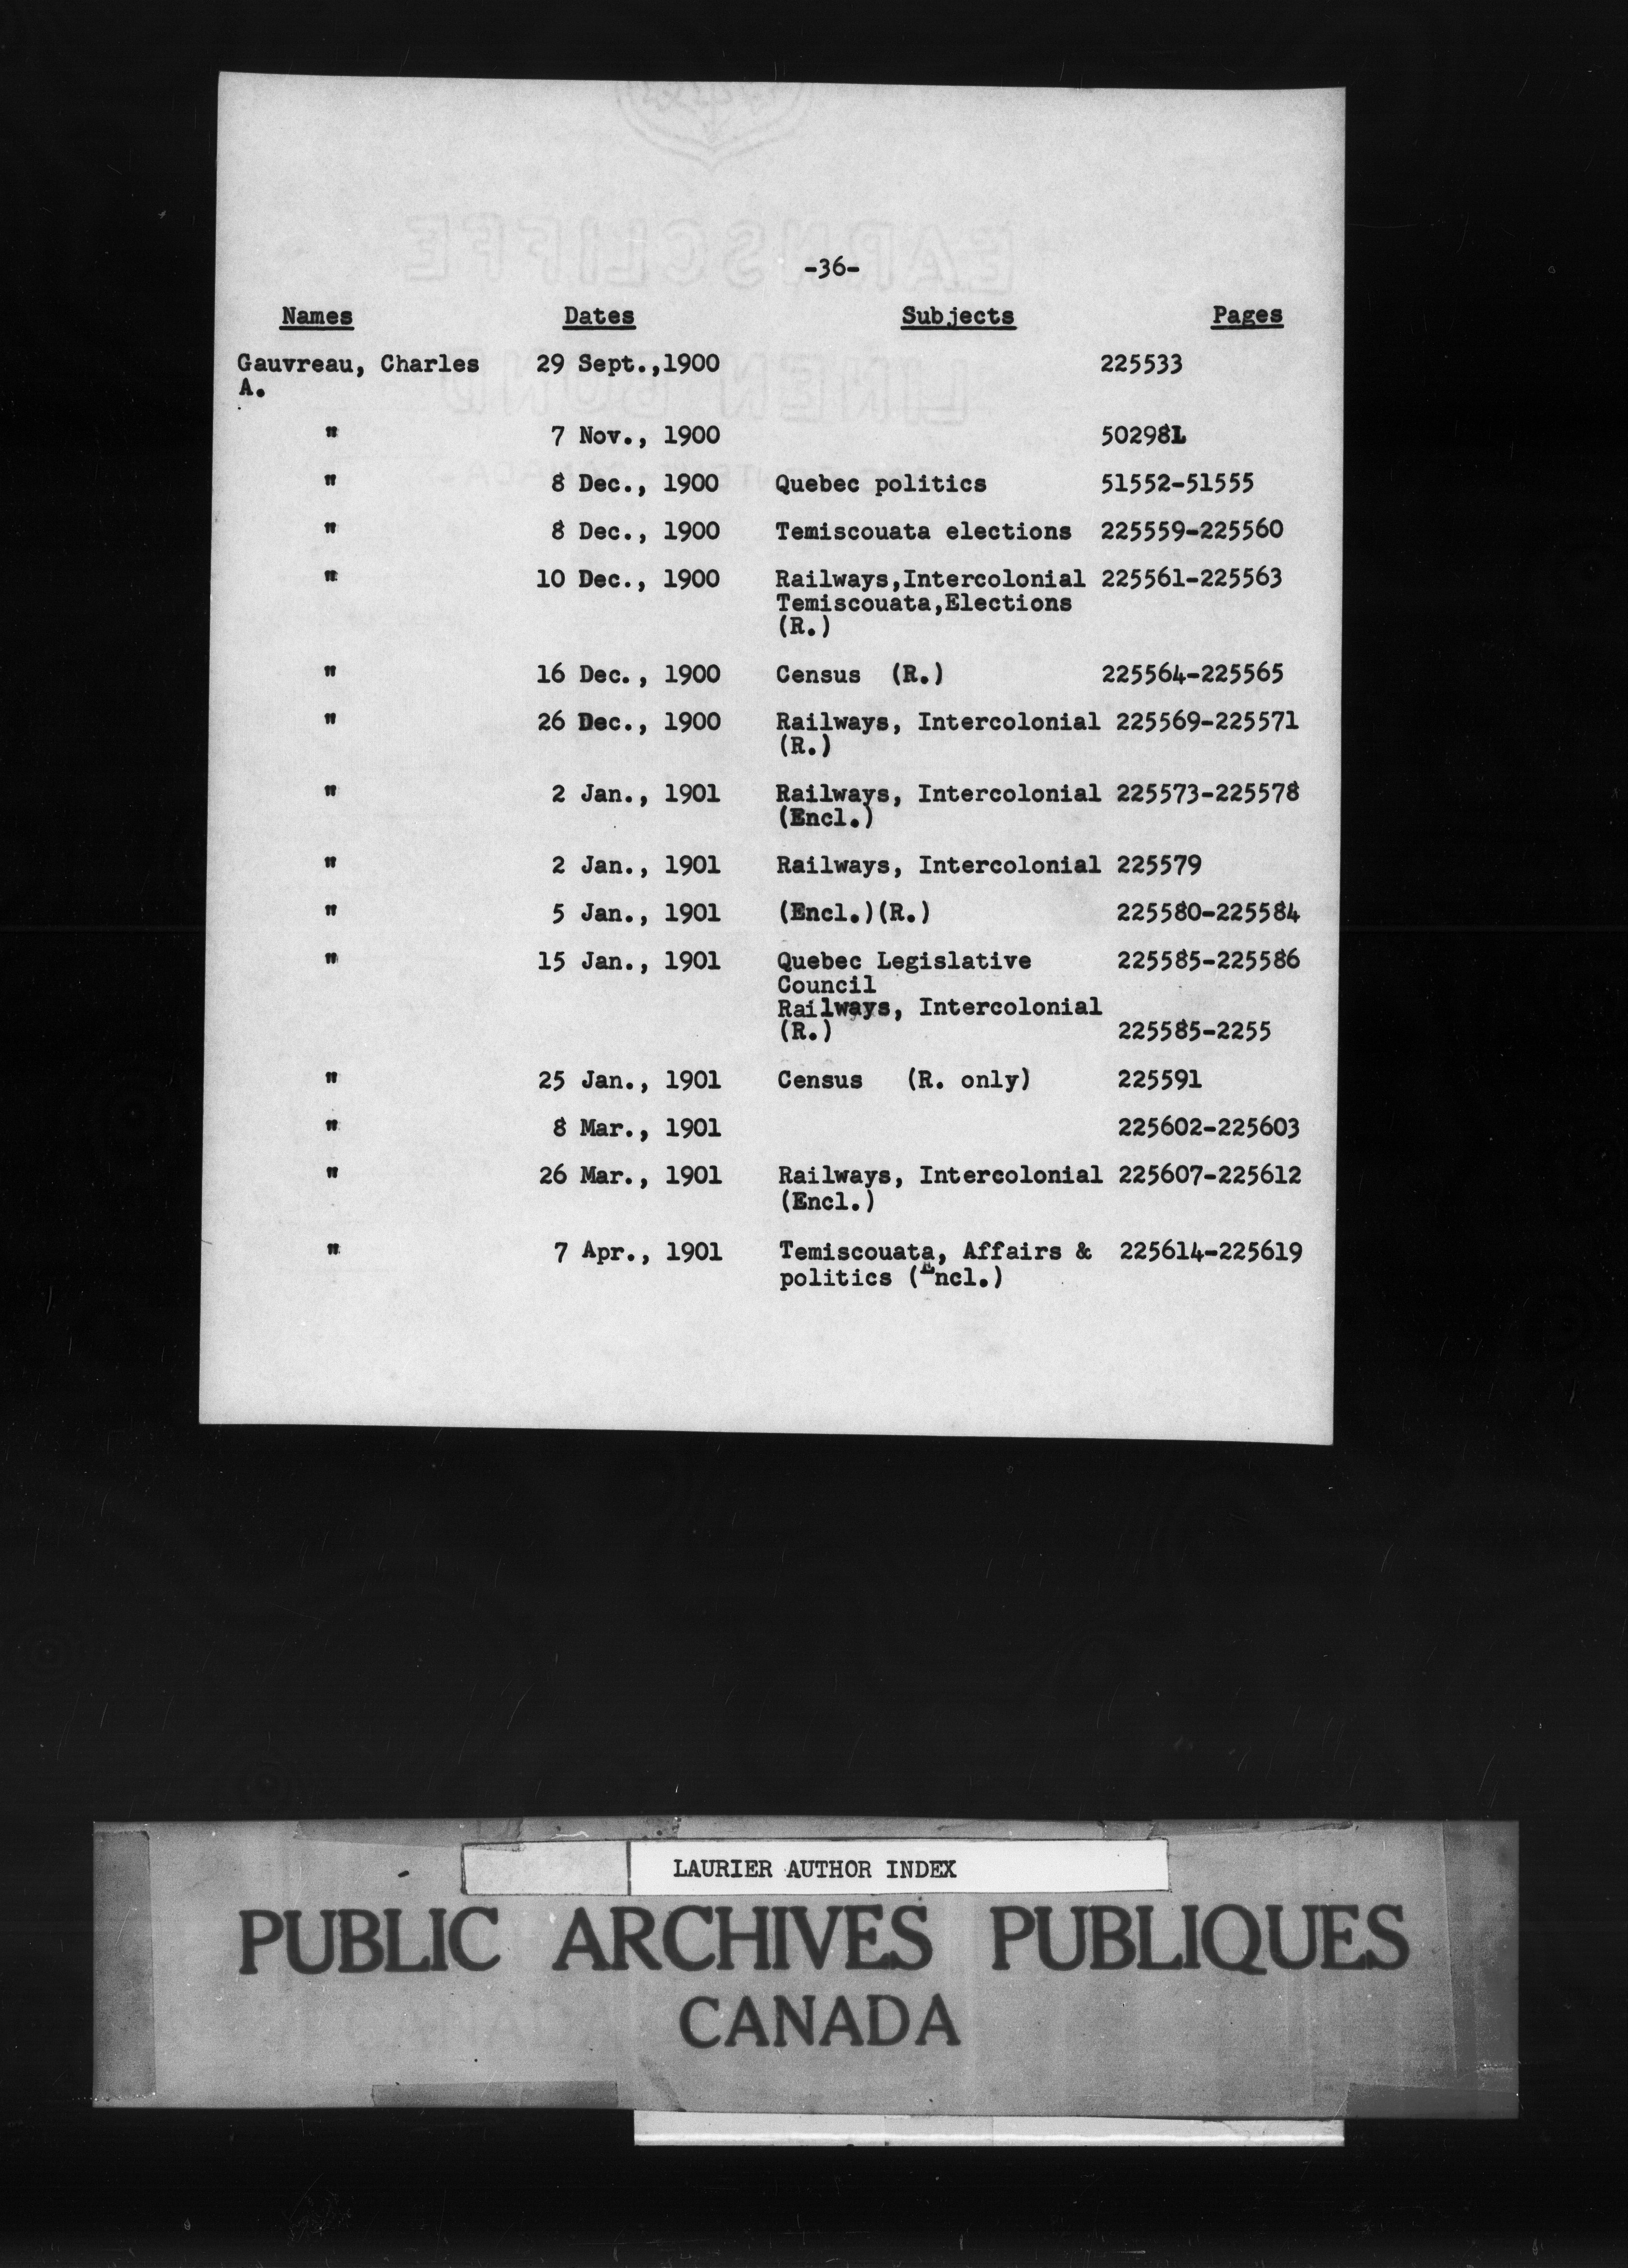 -36-
Names Dates Subjects Pages
Gauvreau, Charles 29 Sept.,1900 225533
A.
" 7 Nov., 1900 50298L
" 8 Dec., 1900 Quebec politics 51552-51555
" 8 Dec., 1900 Temiscouata elections 225559-225560
" 10 Dec., 1900 Railways,Intercolonial 225561-225563
Temiscouata,Elections
(R.)
" 16 Dec., 1900 Census (R.) 225564-225565
" 26 Dec., 1900 Railways, Intercolonial 225569-225571
(R.)
" 2 Jan., 1901 Railways, Intercolonial 225573-225578
(Encl.)
" 2 Jan., 1901 Railways, Intercolonial 225579
" 5 Jan., 1901 (Encl.)(R.) 225580-225584
" 15 Jan., 1901 Quebec Legislative 225585-225586
Council
Railways, Intercolonial
(R.) 225585-2255
" 25 Jan., 1901 Census (R. only) 225591
" 8 Mar., 1901 225602-225603
" 26 Mar., 1901 Railways, Intercolonial 225607-225612
(Encl.)
" 7 Apr., 1901 Temiscouata, Affairs & 225614-225619
politics (Encl.)
LAURIER AUTHOR INDEX
PUBLIC ARCHIVES PUBLIQUES
CANADA